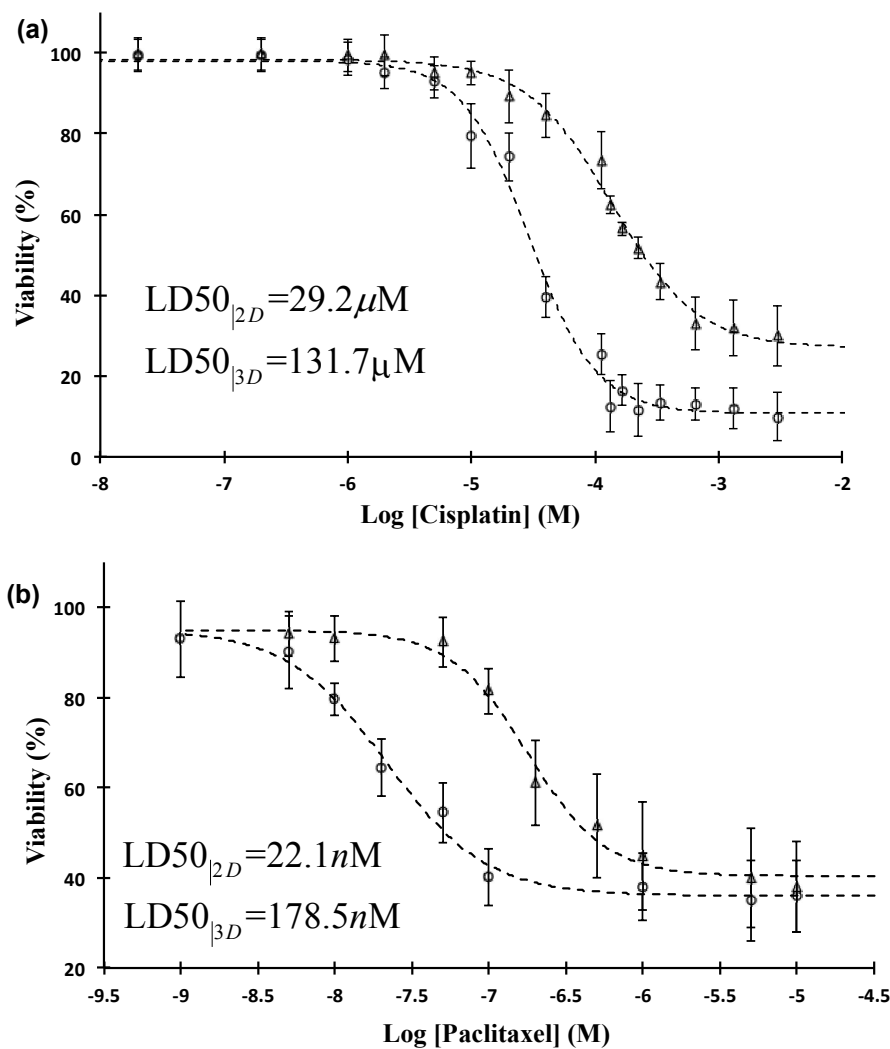 (a)
100
80
60
40
20
0
Viability (%)
LD50|2D=29.2μM
LD50|3D=131.7μM
-8 -7 -6 -5 -4 -3 -2
Log [Cisplatin] (M)
(b)
100
80
60
40
20
Viability (%)
LD50|2D=22.1nM
LD50|3D=178.5nM
-9.5 -9 -8.5 -8 -7.5 -7 -6.5 -6 -5.5 -5 -4.5
Log [Paclitaxel] (M)